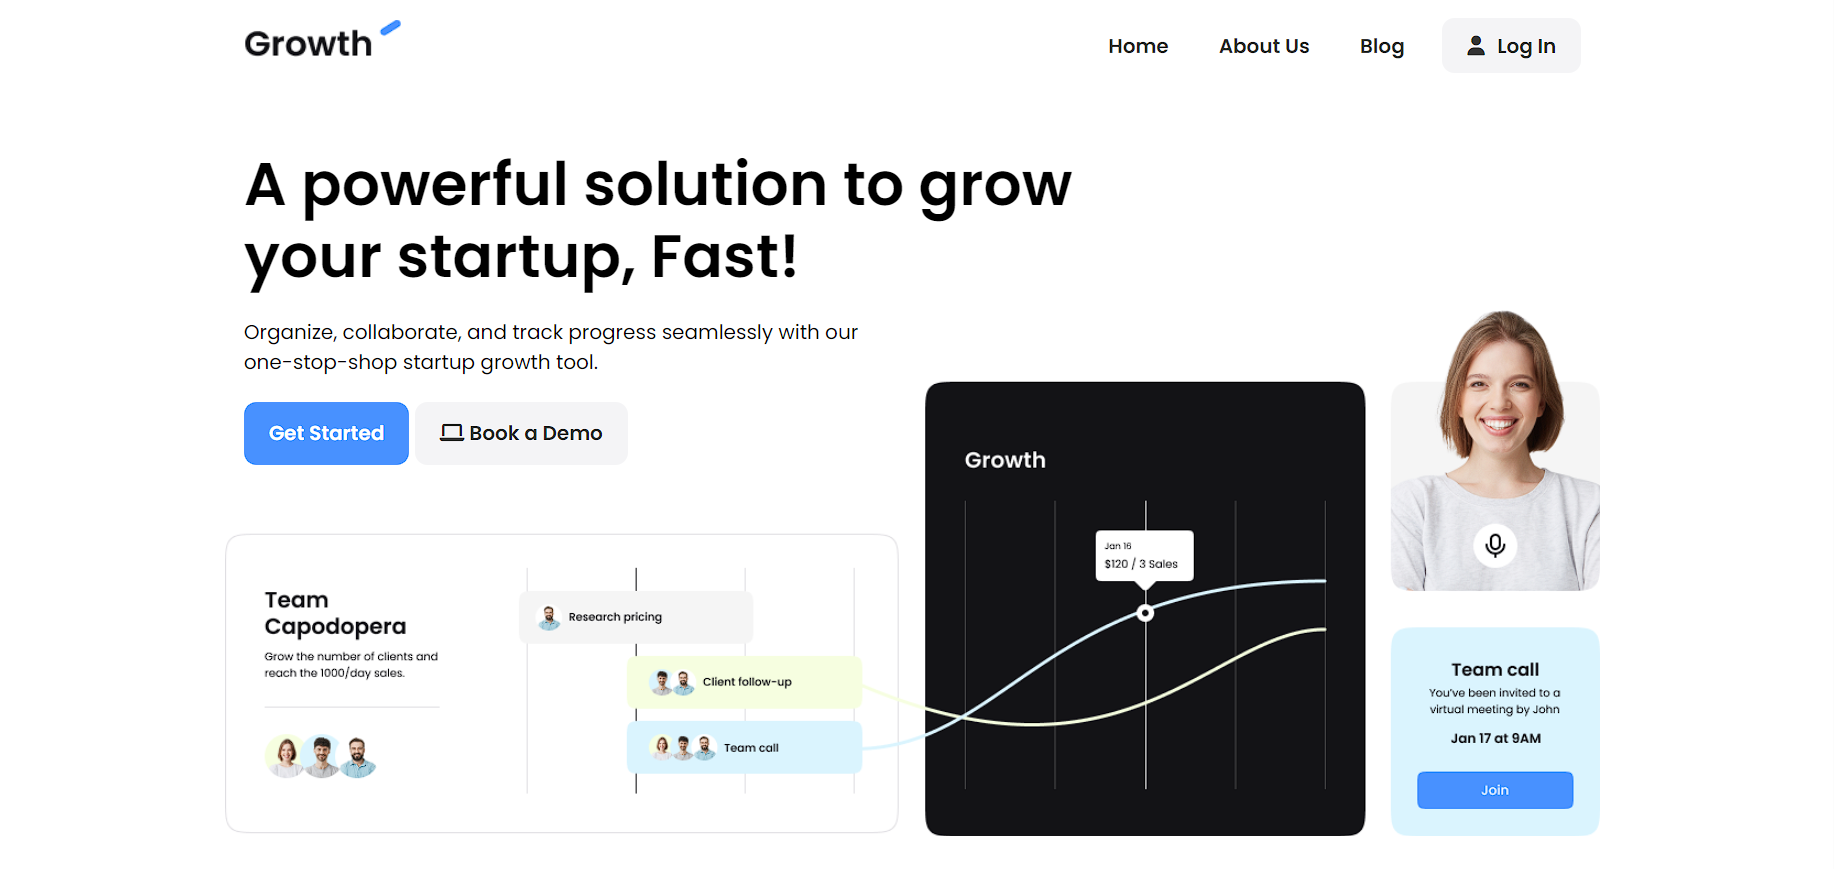 Growth
Home
About Us
Blog
Log In
A powerful solution to grow
your startup, Fast!
Organize, collaborate, and track progress seamlessly with our
one-stop-shop startup growth tool.
Get Started
Book a Demo
Team
Capodopera
Grow the number of clients and
reach the 1000/day sales.
Research pricing
Client follow-up
Team call
Growth
Jan 16
$120 / 3 Sales
Team call
You've been invited to a
virtual meeting by John
Jan 17 at 9AM
Join